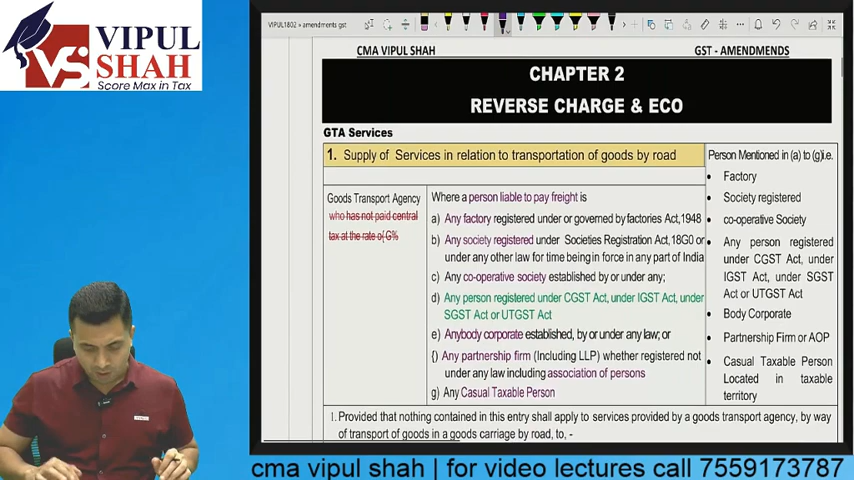 VIPUL
SHAH
Score Max in Tax
VS
VIPUL1802 + amendments gst
CMA VIPUL SHAH GST - AMENDMENDS
CHAPTER 2
REVERSE CHARGE & ECO
GTA Services
1. Supply of Services in relation to transportation of goods by road
Goods Transport Agency
who has not paid central
tax at the rate of G%
Where a person liable to pay freight is
a) Any factory registered under or governed by factories Act,1948
b) Any society registered under Societies Registration Act,18G0 or
under any other law for time being in force in any part of India
c) Any co-operative society established by or under any;
d) Any person registered under CGST Act, under IGST Act, under
SGST Act or UTGST Act
e) Anybody corporate established, by or under any law; or
f) Any partnership firm (Including LLP) whether registered not
under any law including association of persons
g) Any Casual Taxable Person
Person Mentioned in (a) to (g)i.e.
• Factory
• Society registered
• co-operative Society
• Any person registered
under CGST Act, under
IGST Act, under SGST
Act or UTGST Act
• Body Corporate
• Partnership Firm or AOP
• Casual Taxable Person
Located in taxable
territory
1. Provided that nothing contained in this entry shall apply to services provided by a goods transport agency, by way
of transport of goods in a goods carriage by road, to, -
cma vipul shah | for video lectures call 7559173787